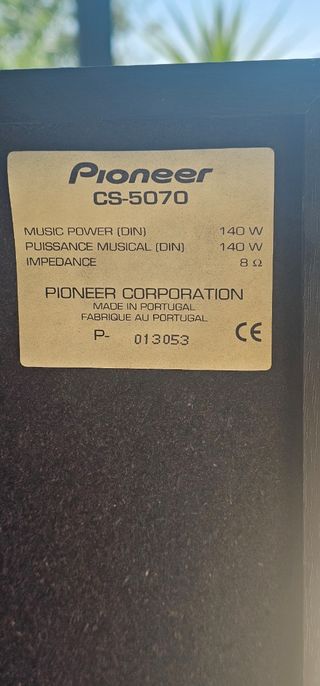 Pioneer
CS-5070
MUSIC POWER (DIN) 140 W
PUISSANCE MUSICAL (DIN) 140 W
IMPEDANCE 8 Ω
PIONEER CORPORATION
MADE IN PORTUGAL
FABRIQUE AU PORTUGAL
P- 013053 CE